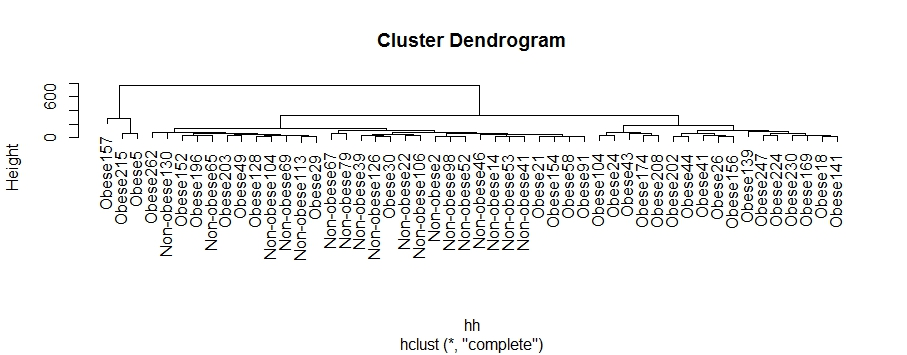 Cluster Dendrogram
Height
600
0
Obese157
Obese215
Obese5
Obese262
Non-obese130
Obese152
Obese196
Non-obese65
Obese203
Obese249
Obese128
Non-obese104
Non-obese69
Non-obese113
Obese29
Non-obese67
Non-obese79
Non-obese39
Non-obese126
Obese30
Non-obese22
Non-obese106
Non-obese2
Non-obese98
Non-obese52
Non-obese46
Non-obese14
Non-obese53
Non-obese41
Obese21
Obese154
Obese58
Obese91
Obese104
Obese24
Obese43
Obese174
Obese208
Obese202
Obese44
Obese41
Obese26
Obese156
Obese139
Obese247
Obese224
Obese230
Obese169
Obese18
Obese141
hh
hclust (*, "complete")